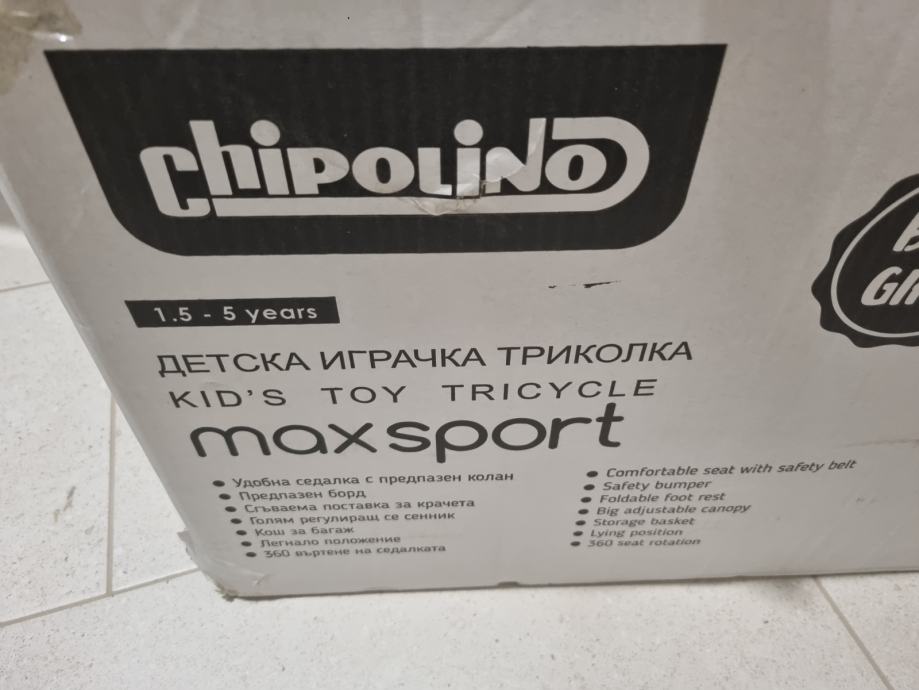 Chipolino
1.5 - 5 years
ДЕТСКА ИГРАЧКА ТРИКОЛКА
KID'S TOY TRICYCLE
maxsport
Удобна седалка с предпазен колан
Предпазен борд
Сгъваема поставка за крачета
Голям регулиращ се сенник
Кош за багаж
Легнало положение
360 въртене на седалката
Comfortable seat with safety belt
Safety bumper
Foldable foot rest
Big adjustable canopy
Storage basket
Lying position
360 seat rotation